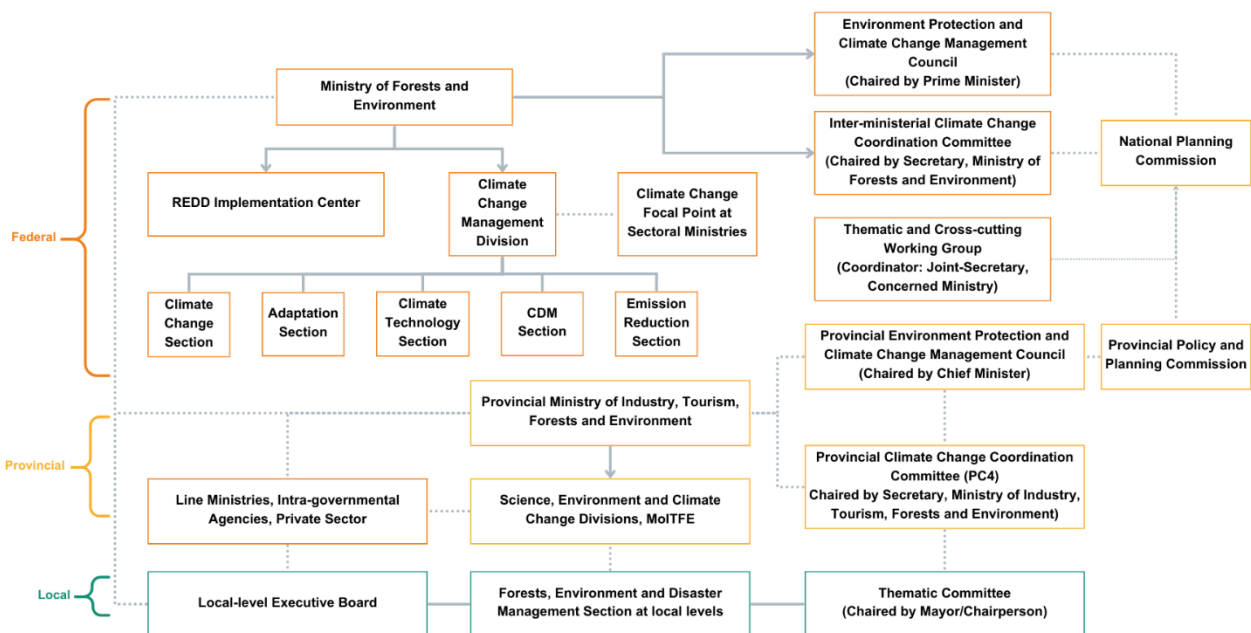 Environment Protection and
Climate Change Management
Council
(Chaired by Prime Minister)
Ministry of Forests and
Environment
Inter-ministerial Climate Change
Coordination Committee
(Chaired by Secretary, Ministry of
Forests and Environment)
National Planning
Commission
REDD Implementation Center
Climate
Change
Management
Division
Climate Change
Focal Point at
Sectoral Ministries
Federal
Thematic and Cross-cutting
Working Group
(Coordinator: Joint-Secretary,
Concerned Ministry)
Climate
Change
Section
Adaptation
Section
Climate
Technology
Section
CDM
Section
Emission
Reduction
Section
Provincial Environment Protection and
Climate Change Management Council
(Chaired by Chief Minister)
Provincial Policy and
Planning Commission
Provincial Ministry of Industry, Tourism,
Forests and Environment
Provincial
Provincial Climate Change Coordination
Committee (PC4)
Chaired by Secretary, Ministry of Industry,
Tourism, Forests and Environment)
Line Ministries, Intra-governmental
Agencies, Private Sector
Science, Environment and Climate
Change Divisions, MoITFE
Local
Local-level Executive Board
Forests, Environment and Disaster
Management Section at local levels
Thematic Committee
(Chaired by Mayor/Chairperson)